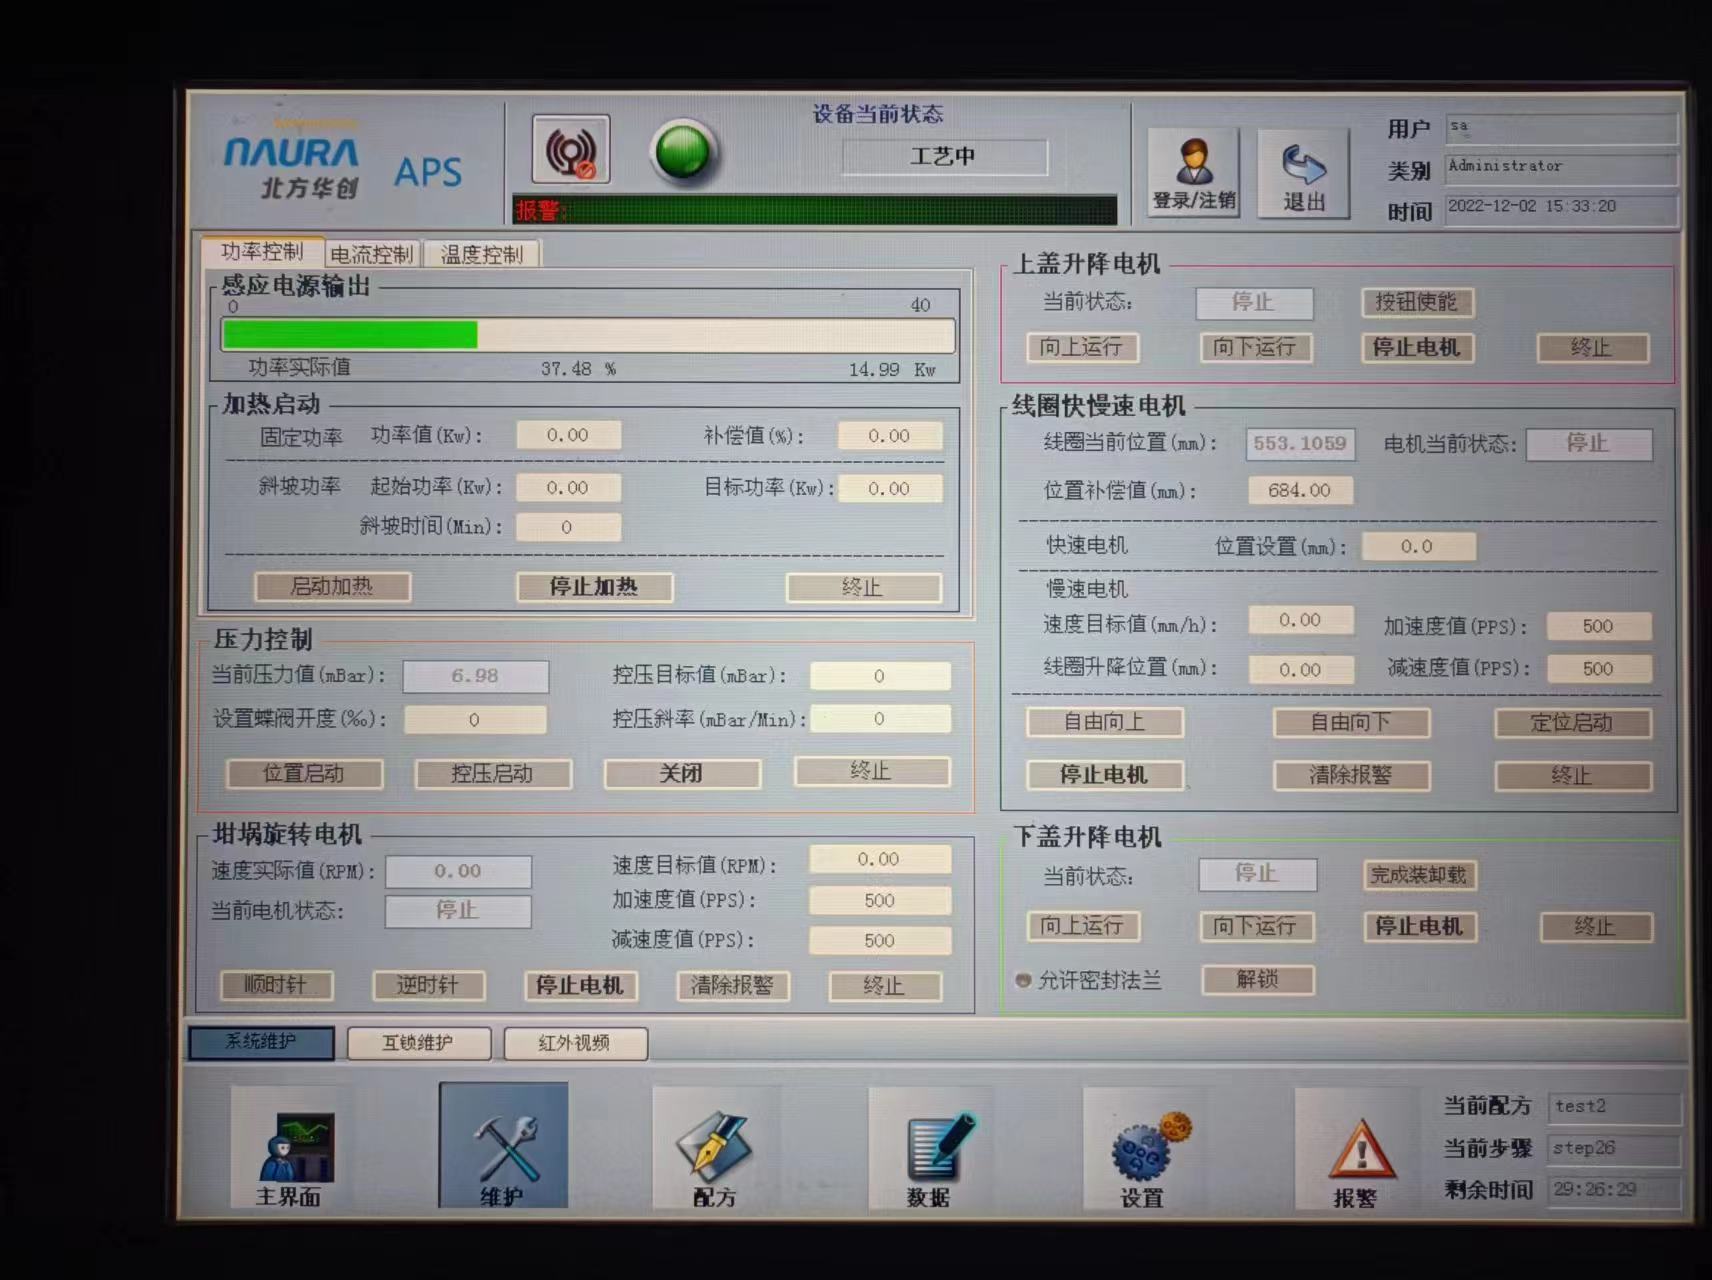 NAURA
北方华创
APS
设备当前状态
工艺中
报警:
登录/注销
退出
用户 sa
类别 Administrator
时间 2022-12-02 15:33:20
功率控制 电流控制 温度控制
感应电源输出
0 40
功率实际值 37.48 % 14.99 Kw
加热启动
固定功率 功率值(Kw): 0.00 补偿值(%): 0.00
斜坡功率 起始功率(Kw): 0.00 目标功率(Kw): 0.00
斜坡时间(Min): 0
启动加热 停止加热 终止
压力控制
当前压力值(mBar): 6.98 控压目标值(mBar): 0
设置蝶阀开度(‰): 0 控压斜率(mBar/Min): 0
位置启动 控压启动 关闭 终止
坩埚旋转电机
速度实际值(RPM): 0.00 速度目标值(RPM): 0.00
当前电机状态: 停止 加速度值(PPS): 500
减速度值(PPS): 500
顺时针 逆时针 停止电机 清除报警 终止
上盖升降电机
当前状态: 停止 按钮使能
向上运行 向下运行 停止电机 终止
线圈快慢速电机
线圈当前位置(mm): 553.1059 电机当前状态: 停止
位置补偿值(mm): 684.00
快速电机 位置设置(mm): 0.0
慢速电机
速度目标值(mm/h): 0.00 加速度值(PPS): 500
线圈升降位置(mm): 0.00 减速度值(PPS): 500
自由向上 自由向下 定位启动
停止电机 清除报警 终止
下盖升降电机
当前状态: 停止 完成装卸载
向上运行 向下运行 停止电机 终止
允许密封法兰 解锁
系统维护 互锁维护 红外视频
主界面 维护 配方 数据 设置 报警
当前配方 test2
当前步骤 step26
剩余时间 29:26:29